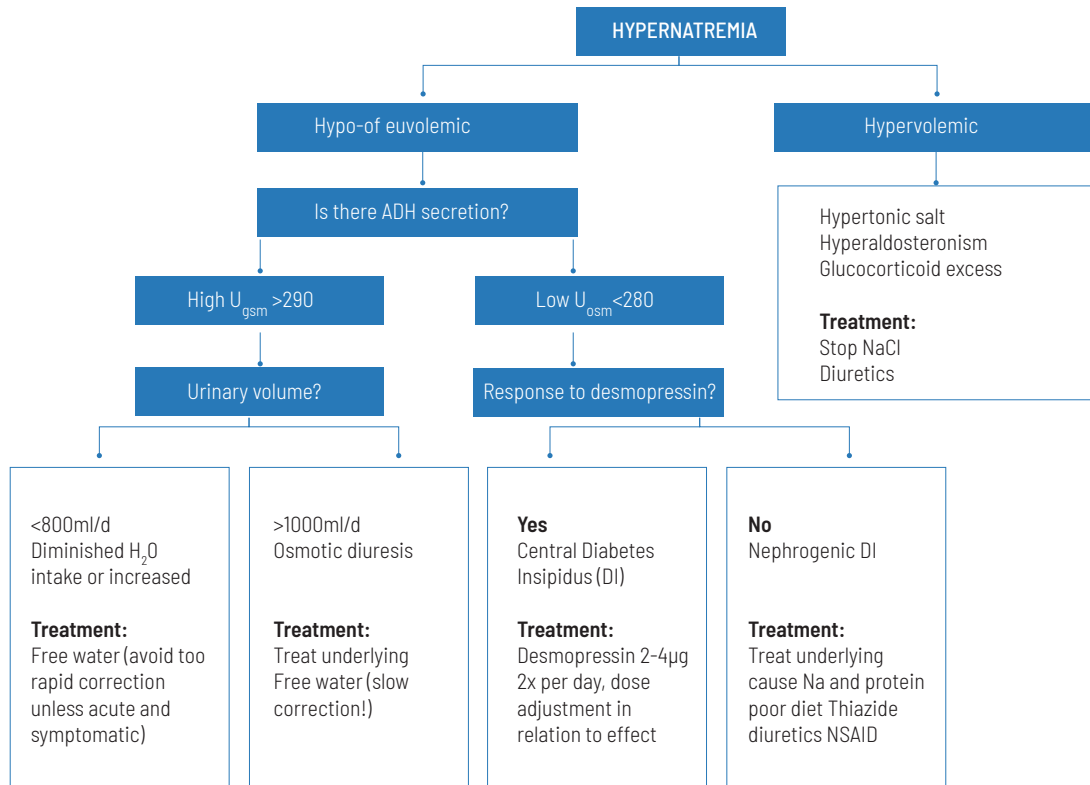 HYPERNATREMIA
Hypo-of euvolemic
Hypervolemic
Is there ADH secretion?
Hypertonic salt
Hyperaldosteronism
Glucocorticoid excess
Treatment:
Stop NaCl
Diuretics
High Ugsm >290
Low Uosm<280
Urinary volume?
Response to desmopressin?
<800ml/d
Diminished H2O
intake or increased
Treatment:
Free water (avoid too
rapid correction
unless acute and
symptomatic)
>1000ml/d
Osmotic diuresis
Treatment:
Treat underlying
Free water (slow
correction!)
Yes
Central Diabetes
Insipidus (DI)
Treatment:
Desmopressin 2-4µg
2x per day, dose
adjustment in
relation to effect
No
Nephrogenic DI
Treatment:
Treat underlying
cause Na and protein
poor diet Thiazide
diuretics NSAID